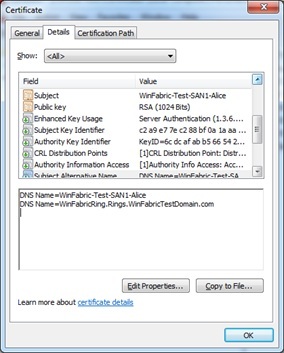 Certificate
General Details Certification Path
Show: <All>
Field Value
Subject WinFabric-Test-SAN1-Alice
Public key RSA (1024 Bits)
Enhanced Key Usage Server Authentication (1.3.6....
Subject Key Identifier c2 a9 e7 7e c2 88 bf 0a 1a aa ...
Authority Key Identifier KeyID=6c dc af ab b5 66 54 2...
CRL Distribution Points [1]CRL Distribution Point: Distr...
Authority Information Access [1]Authority Info Access: Acc...
Subject Alternative Name DNS Name=WinFabric-Test-SA...
DNS Name=WinFabric-Test-SAN1-Alice
DNS Name=WinFabricRing.Rings.WinFabricTestDomain.com
Edit Properties... Copy to File...
Learn more about certificate details
OK